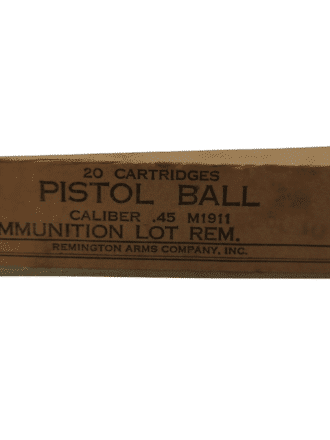 20 CARTRIDGES
PISTOL BALL
CALIBER .45 M1911
MMUNITION LOT REM.
REMINGTON ARMS COMPANY, INC.